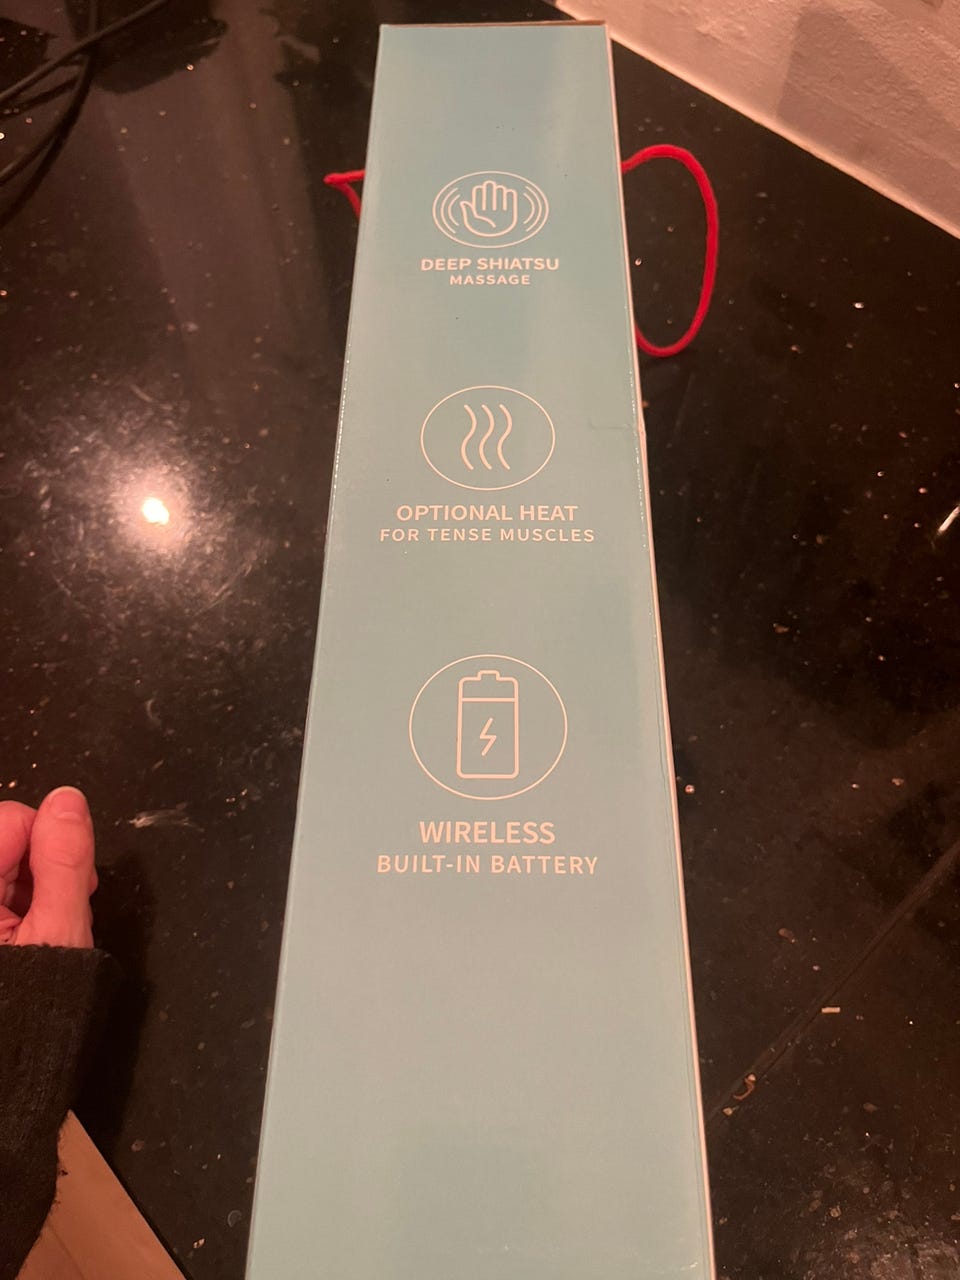 DEEP SHIATSU
MASSAGE
OPTIONAL HEAT
FOR TENSE MUSCLES
WIRELESS
BUILT-IN BATTERY